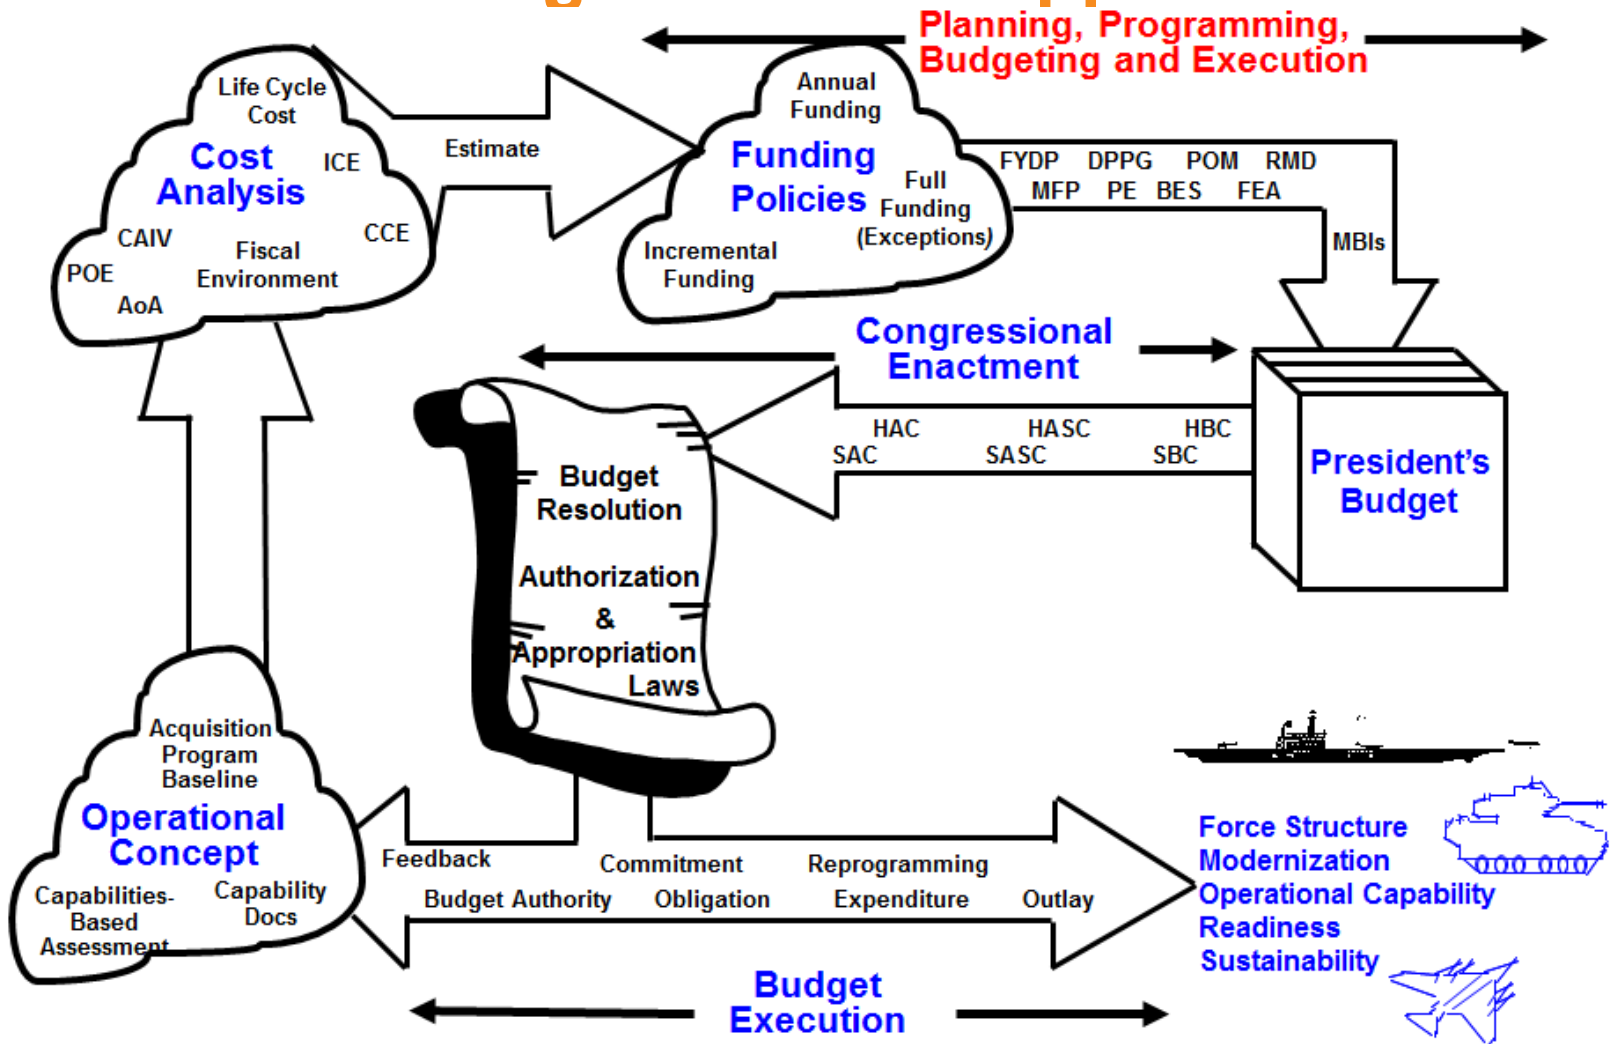 Planning, Programming,
Budgeting and Execution
Life Cycle
Cost
Cost
Analysis
ICE
CAIV
CCE
Fiscal
Environment
POE
AoA
Estimate
Annual
Funding
Funding
Policies
Full
Funding
(Exceptions)
Incremental
Funding
FYDP DPPG POM RMD
MFP PE BES FEA
MBIs
Congressional
Enactment
HAC HASC HBC
SAC SASC SBC
President's
Budget
Budget
Resolution
Authorization
&
Appropriation
Laws
Acquisition
Program
Baseline
Operational
Concept
Capabilities-
Based
Assessment
Capability
Docs
Feedback Commitment Reprogramming
Budget Authority Obligation Expenditure Outlay
Force Structure
Modernization
Operational Capability
Readiness
Sustainability
Budget
Execution